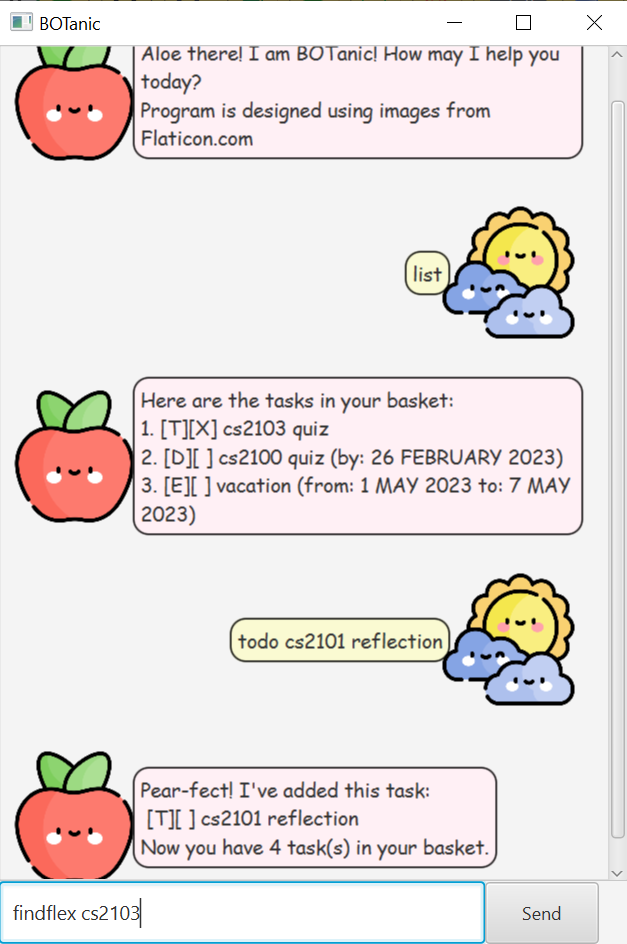 BOTanic
Aloe there! I am BOTanic! How may I help you
today?
Program is designed using images from
Flaticon.com
list
Here are the tasks in your basket:
1. [T][X] cs2103 quiz
2. [D][ ] cs2100 quiz (by: 26 FEBRUARY 2023)
3. [E][ ] vacation (from: 1 MAY 2023 to: 7 MAY
2023)
todo cs2101 reflection
Pear-fect! I've added this task:
[T][ ] cs2101 reflection
Now you have 4 task(s) in your basket.
findflex cs2103
Send